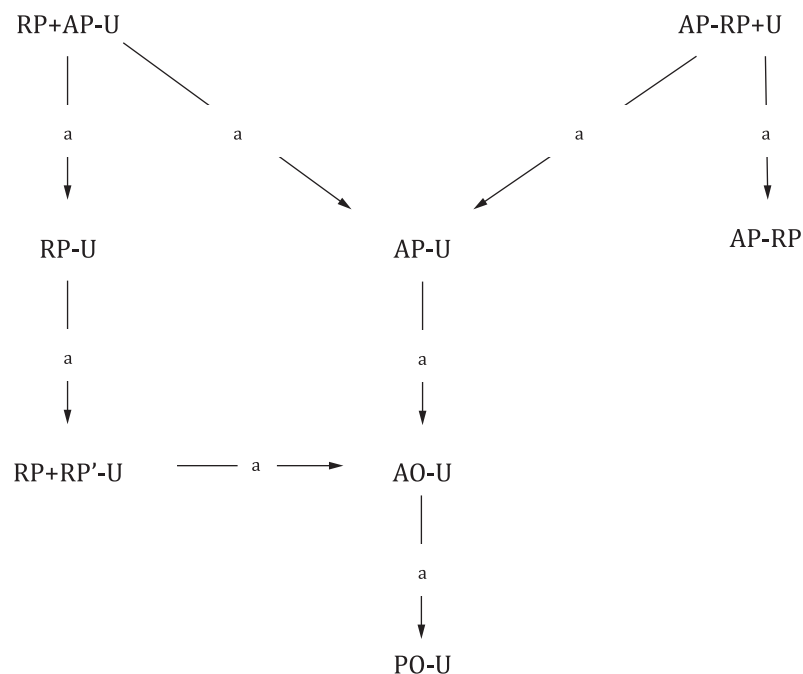 RP+AP-U AP-RP+U
a a a a
RP-U AP-U AP-RP
a a
RP+RP’-U a AO-U
a
PO-U